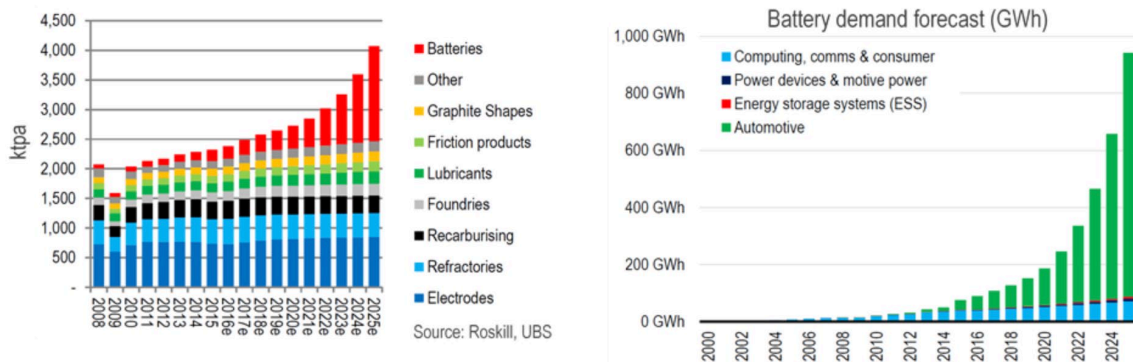 4,500
4,000
3,500
3,000
2,500
2,000
1,500
1,000
500
-
ktpa
2008
2009
2010
2011
2012
2013
2014
2015
2016e
2017e
2018e
2019e
2020e
2021e
2022e
2023e
2024e
2025e
Batteries
Other
Graphite Shapes
Friction products
Lubricants
Foundries
Recarburising
Refractories
Electrodes
Source: Roskill, UBS
Battery demand forecast (GWh)
1,000 GWh
800 GWh
600 GWh
400 GWh
200 GWh
0 GWh
Computing, comms & consumer
Power devices & motive power
Energy storage systems (ESS)
Automotive
2000
2002
2004
2006
2008
2010
2012
2014
2016
2018
2020
2022
2024